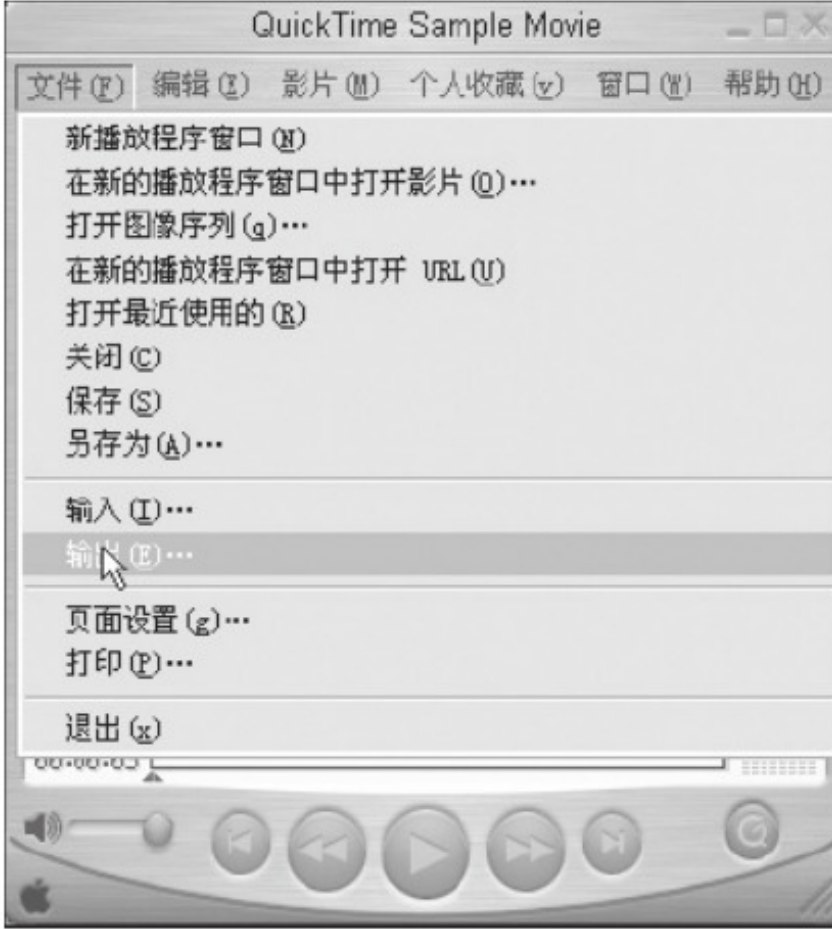 QuickTime Sample Movie
文件(F) 编辑(E) 影片(M) 个人收藏(v) 窗口(W) 帮助(H)
新播放程序窗口(N)
在新的播放程序窗口中打开影片(O)…
打开图像序列(q)…
在新的播放程序窗口中打开 URL(U)
打开最近使用的(R)
关闭(C)
保存(S)
另存为(A)…
输入(I)…
输出(E)…
页面设置(g)…
打印(P)…
退出(x)